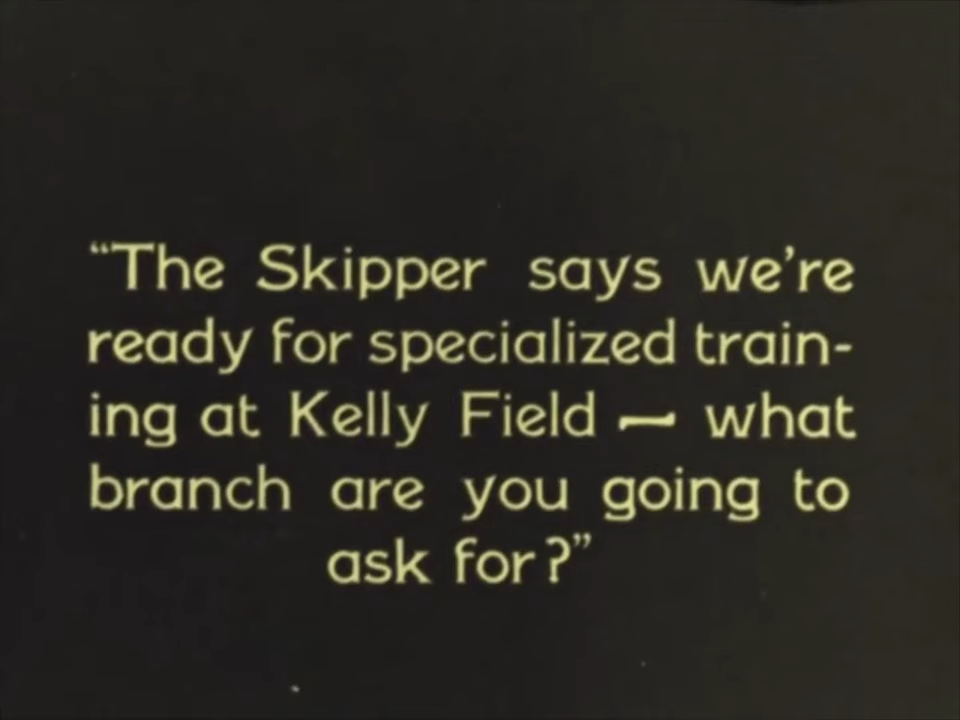 “The Skipper says we’re
ready for specialized train-
ing at Kelly Field — what
branch are you going to
ask for?”